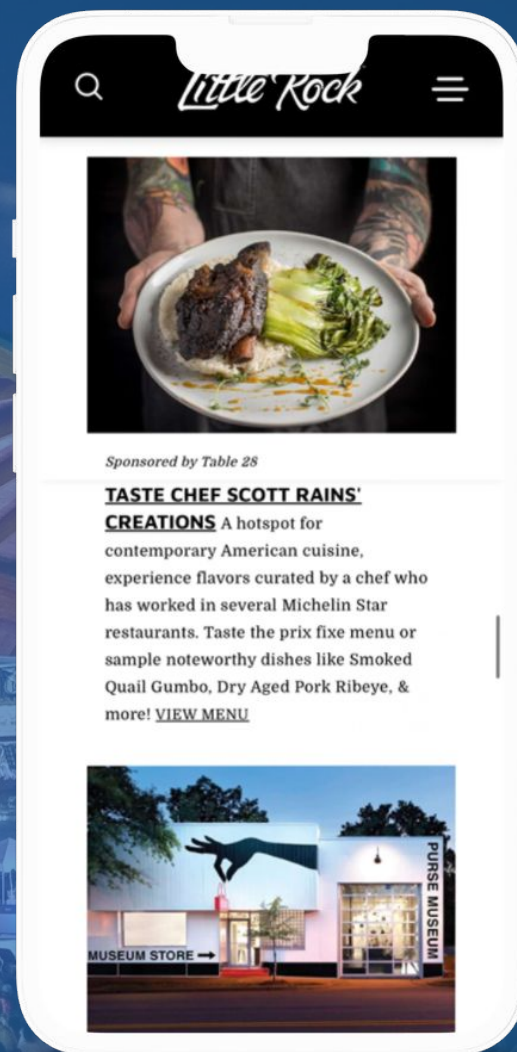 Little Rock
Sponsored by Table 28
TASTE CHEF SCOTT RAINS'
CREATIONS A hotspot for
contemporary American cuisine,
experience flavors curated by a chef who
has worked in several Michelin Star
restaurants. Taste the prix fixe menu or
sample noteworthy dishes like Smoked
Quail Gumbo, Dry Aged Pork Ribeye, &
more! VIEW MENU
PURSE MUSEUM
MUSEUM STORE →